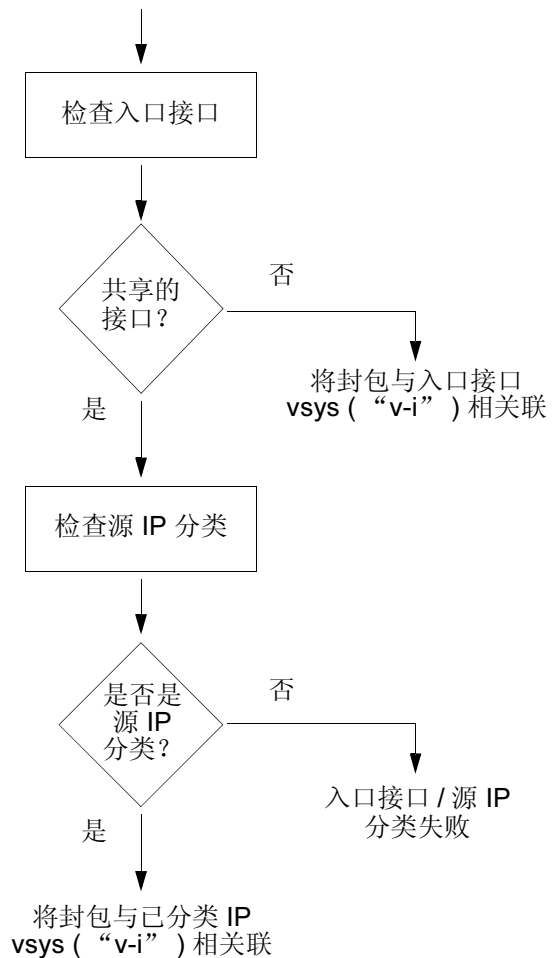 检查入口接口
共享的
接口？
否
将封包与入口接口
vsys ( “v-i” ) 相关联
是
检查源 IP 分类
是否是
源 IP
分类？
否
入口接口 / 源 IP
分类失败
是
将封包与已分类 IP
vsys ( “v-i” ) 相关联